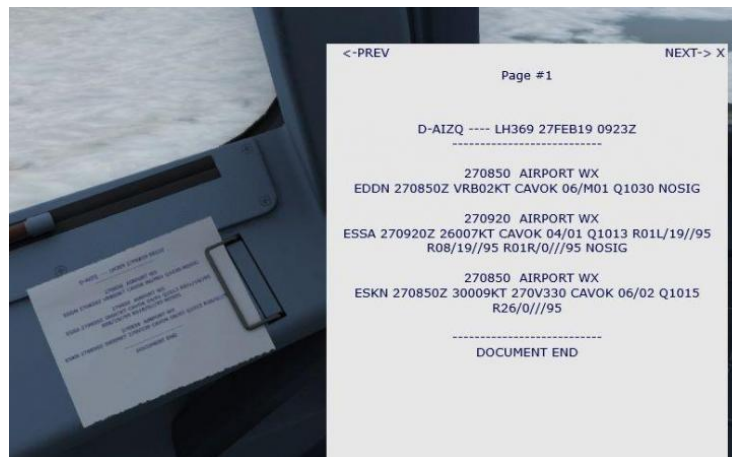 <-PREV NEXT-> X
Page #1
D-AIZQ ---- LH369 27FEB19 0923Z
---------------------------
270850 AIRPORT WX
EDDN 270850Z VRB02KT CAVOK 06/M01 Q1030 NOSIG
270920 AIRPORT WX
ESSA 270920Z 26007KT CAVOK 04/01 Q1013 R01L/19//95
R08/19//95 R01R/0///95 NOSIG
270850 AIRPORT WX
ESKN 270850Z 30009KT 270V330 CAVOK 06/02 Q1015
R26/0///95
---------------------------
DOCUMENT END